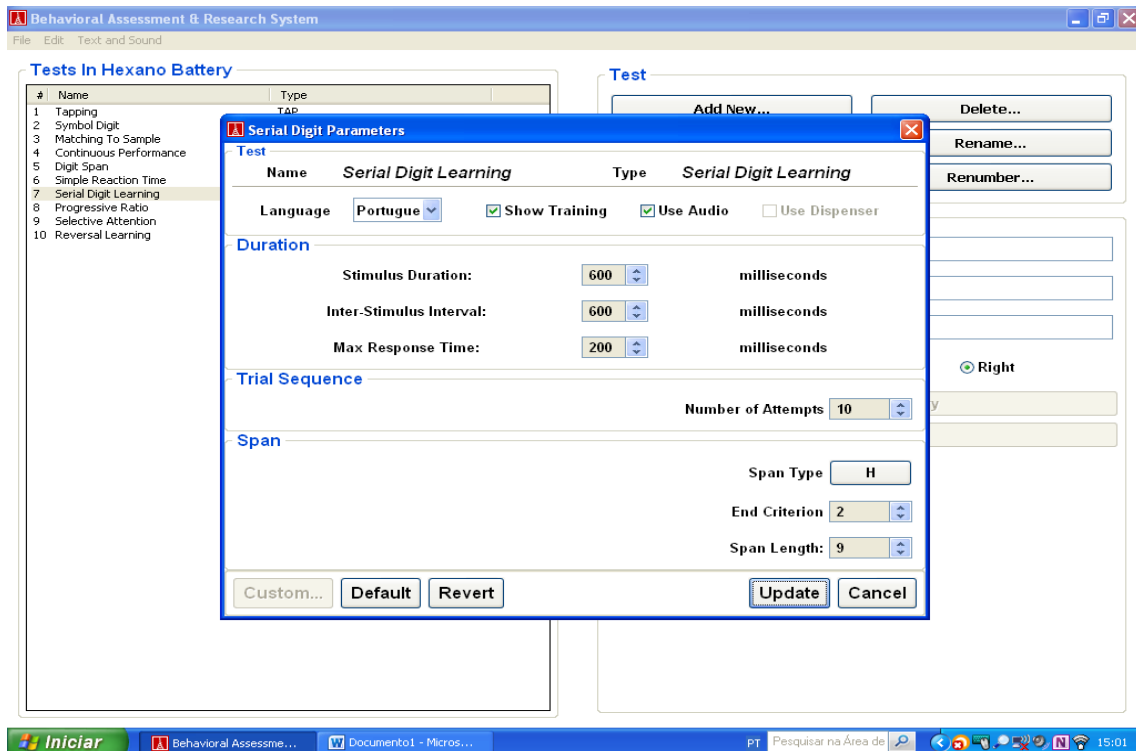 Behavioral Assessment & Research System
File Edit Text and Sound
Tests In Hexano Battery
# Name Type
1 Tapping TAP
2 Symbol Digit
3 Matching To Sample
4 Continuous Performance
5 Digit Span
6 Simple Reaction Time
7 Serial Digit Learning
8 Progressive Ratio
9 Selective Attention
10 Reversal Learning
Test
Add New... Delete...
Rename...
Renumber...
Right
y
Serial Digit Parameters
Test
Name Serial Digit Learning Type Serial Digit Learning
Language Portugue Show Training Use Audio Use Dispenser
Duration
Stimulus Duration: 600 milliseconds
Inter-Stimulus Interval: 600 milliseconds
Max Response Time: 200 milliseconds
Trial Sequence
Number of Attempts 10
Span
Span Type H
End Criterion 2
Span Length: 9
Custom... Default Revert Update Cancel
Iniciar Behavioral Assessme... Documento1 - Micros... PT Pesquisar na Área de 15:01